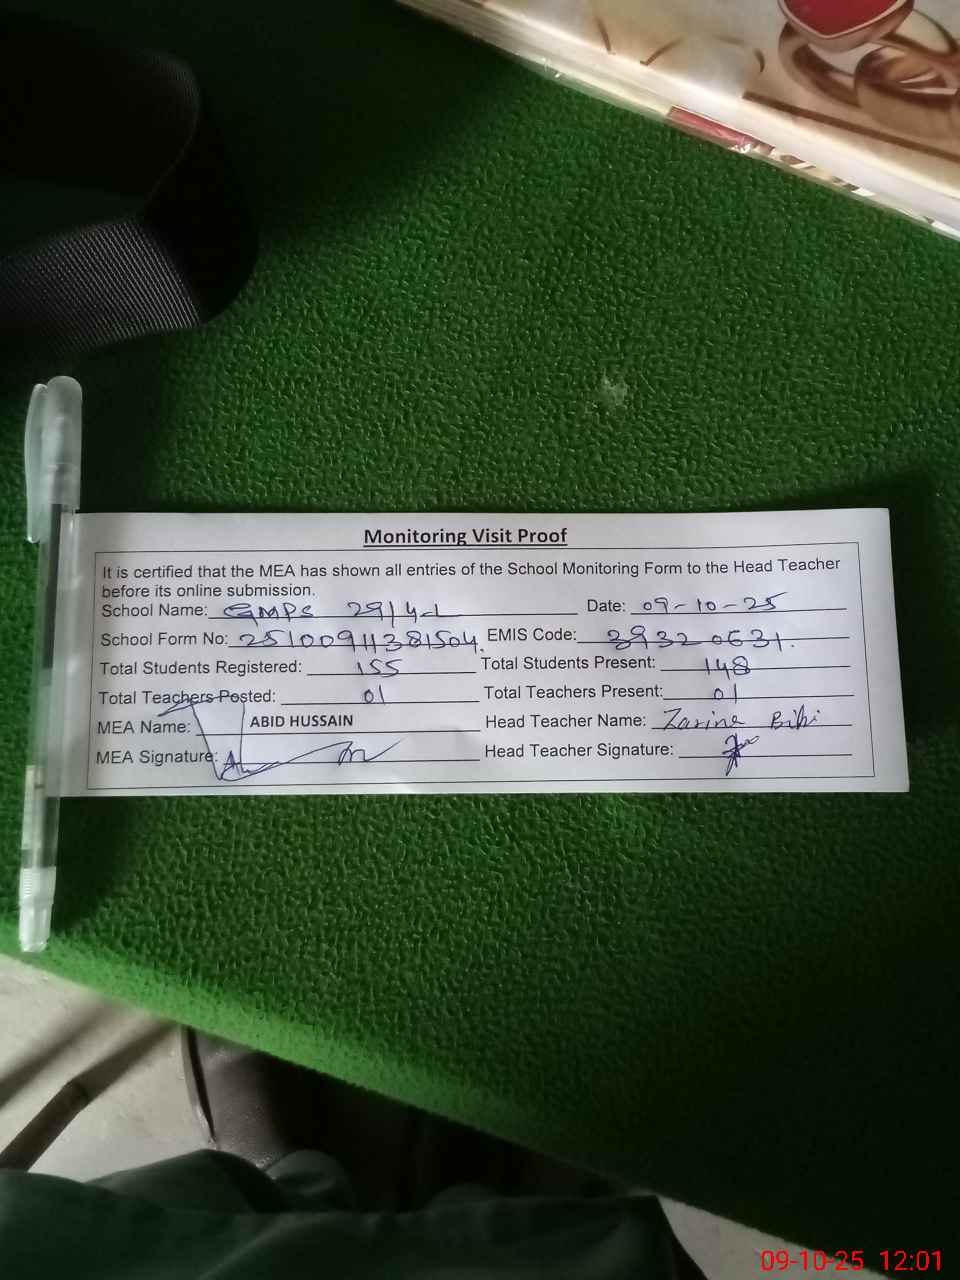 Monitoring Visit Proof
It is certified that the MEA has shown all entries of the School Monitoring Form to the Head Teacher
before its online submission.
School Name: GMPS 29/4-L Date: 09-10-25
School Form No: 25100911381504. EMIS Code: 39320631.
Total Students Registered: 155 Total Students Present: 148
Total Teachers Posted: 01 Total Teachers Present: 01
MEA Name: ABID HUSSAIN Head Teacher Name: Zarina Bibi
MEA Signature: Head Teacher Signature:
09-10-25 12:01